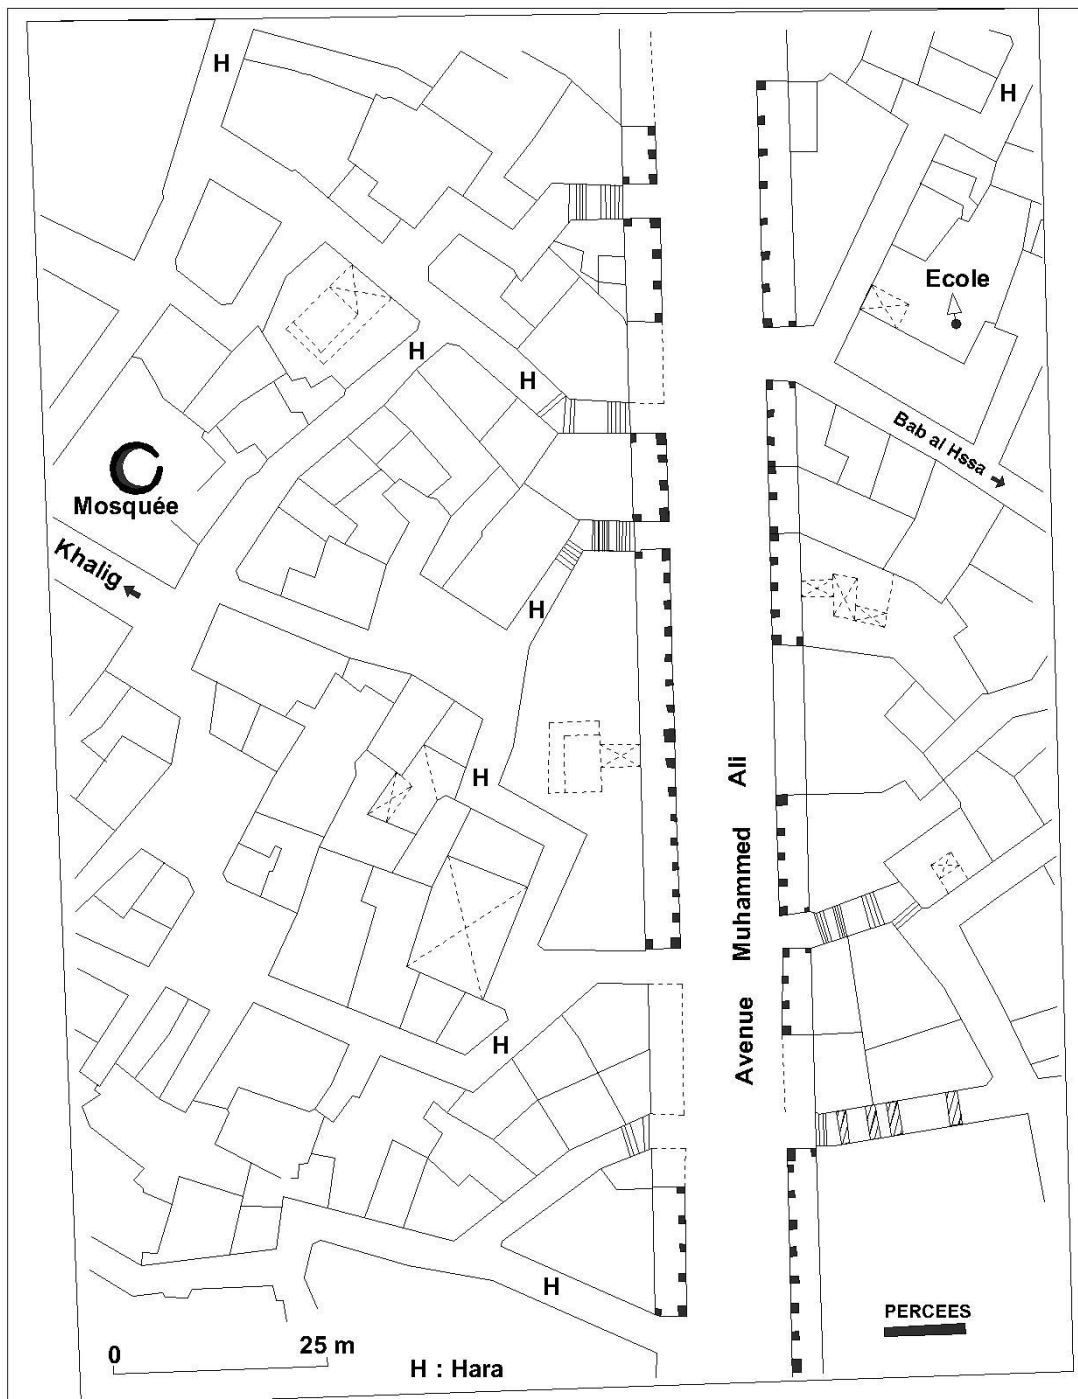 H
H
Ecole
H
H
Bab al Hssa
Mosquée
Khalig
H
H
Avenue Muhammed Ali
H
H
PERCEES
0 25 m
H : Hara